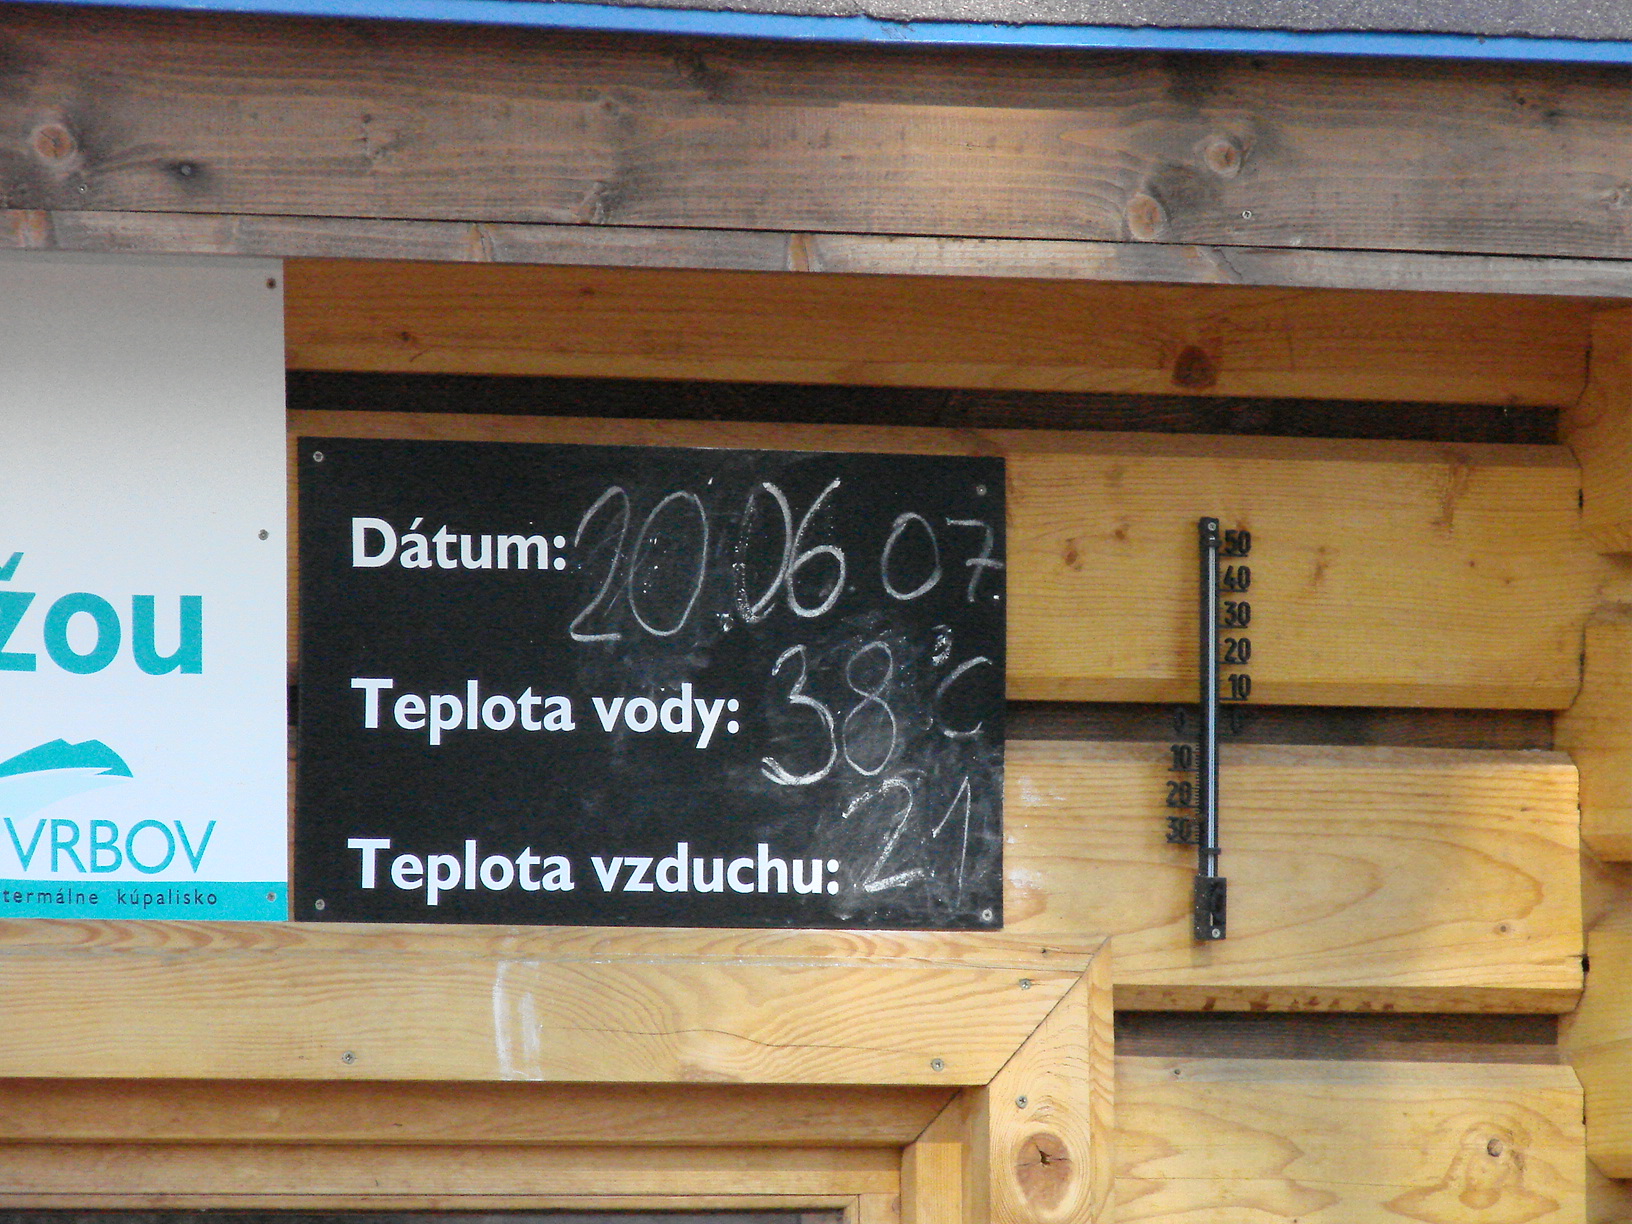 žou
VRBOV
termálne kúpalisko
Dátum: 20.06.07.
Teplota vody: 38°C
Teplota vzduchu: 21
50
40
30
20
10
0 0
10
20
30